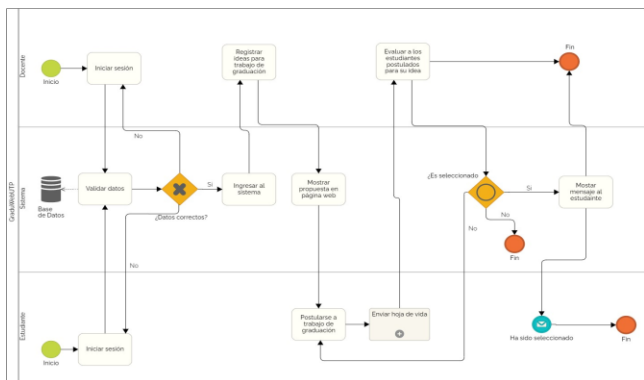 GraduWebUTP
Docente
Sistema
Estudiante
Inicio
Iniciar sesión
Registrar
ideas para
trabajo de
graduación
Evaluar a los
estudiantes
postulados
para su idea
Fin
No
Base
de Datos
Validar datos
¿Datos correctos?
Si
Ingresar al
sistema
Mostrar
propuesta en
página web
¿Es seleccionado
Si
No
No
Fin
Mostar
mensaje al
estudainte
No
Inicio
Iniciar sesión
Postularse a
trabajo de
graduación
Enviar hoja de vida
Ha sido seleccionado
Fin